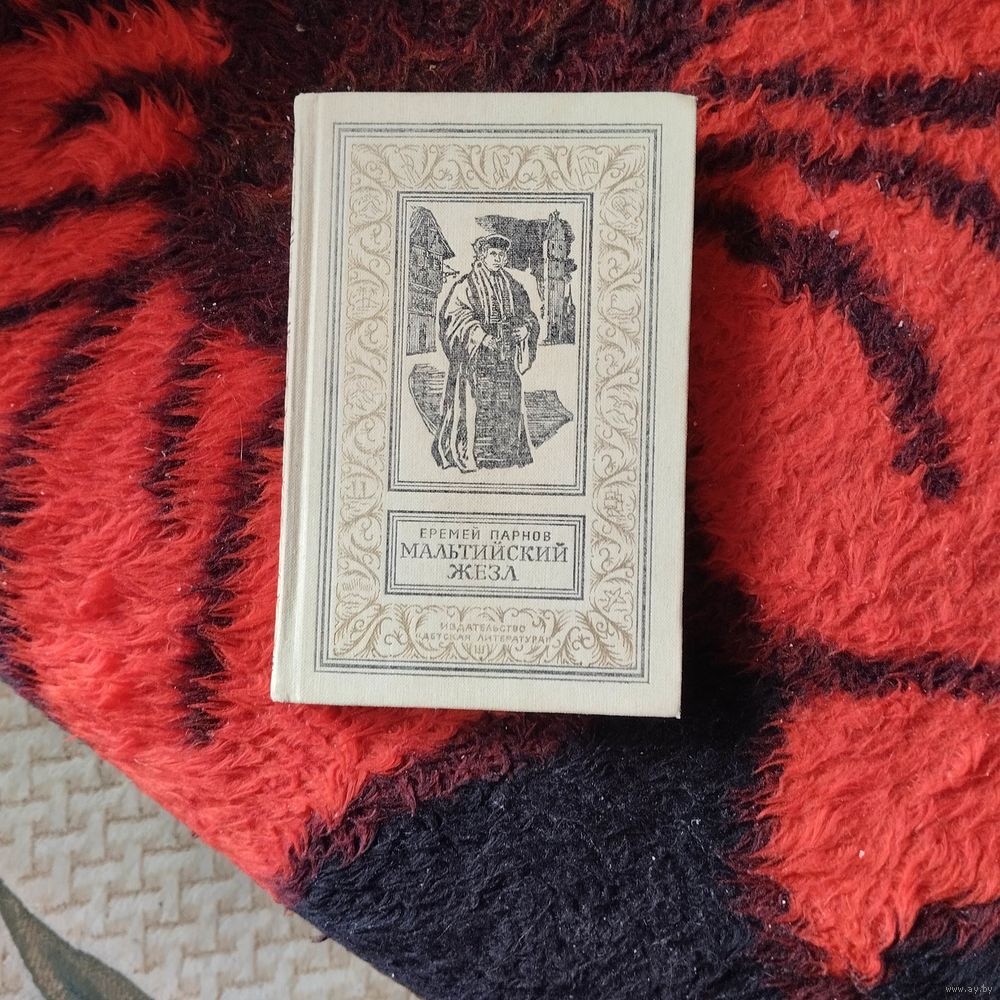 ЕРЕМЕЙ ПАРНОВ
МАЛЬТИЙСКИЙ
ЖЕЗЛ
ИЗДАТЕЛЬСТВО
«ДЕТСКАЯ ЛИТЕРАТУРА»
www.ay.by